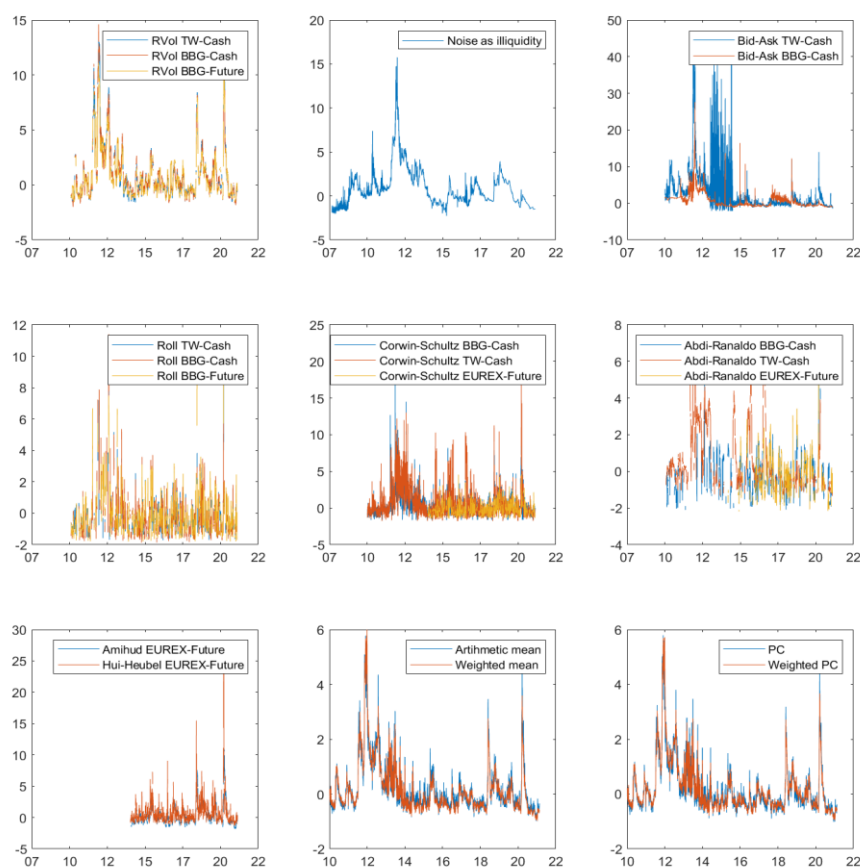 15
RVol TW-Cash
RVol BBG-Cash
RVol BBG-Future
10
5
0
-5
07 10 12 15 17 20 22
20
Noise as illiquidity
15
10
5
0
-5
07 10 12 15 17 20 22
50
Bid-Ask TW-Cash
Bid-Ask BBG-Cash
40
30
20
10
0
-10
07 10 12 15 17 20 22
12
Roll TW-Cash
Roll BBG-Cash
Roll BBG-Future
10
8
6
4
2
0
-2
07 10 12 15 17 20 22
25
Corwin-Schultz BBG-Cash
Corwin-Schultz TW-Cash
Corwin-Schultz EUREX-Future
20
15
10
5
0
-5
07 10 12 15 17 20 22
8
Abdi-Ranaldo BBG-Cash
Abdi-Ranaldo TW-Cash
Abdi-Ranaldo EUREX-Future
6
4
2
0
-2
-4
07 10 12 15 17 20 22
30
Amihud EUREX-Future
Hui-Heubel EUREX-Future
25
20
15
10
5
0
-5
07 10 12 15 17 20 22
6
Artihmetic mean
Weighted mean
4
2
0
2
10 12 14 16 18 20 22
6
PC
Weighted PC
4
2
0
2
10 12 14 16 18 20 22